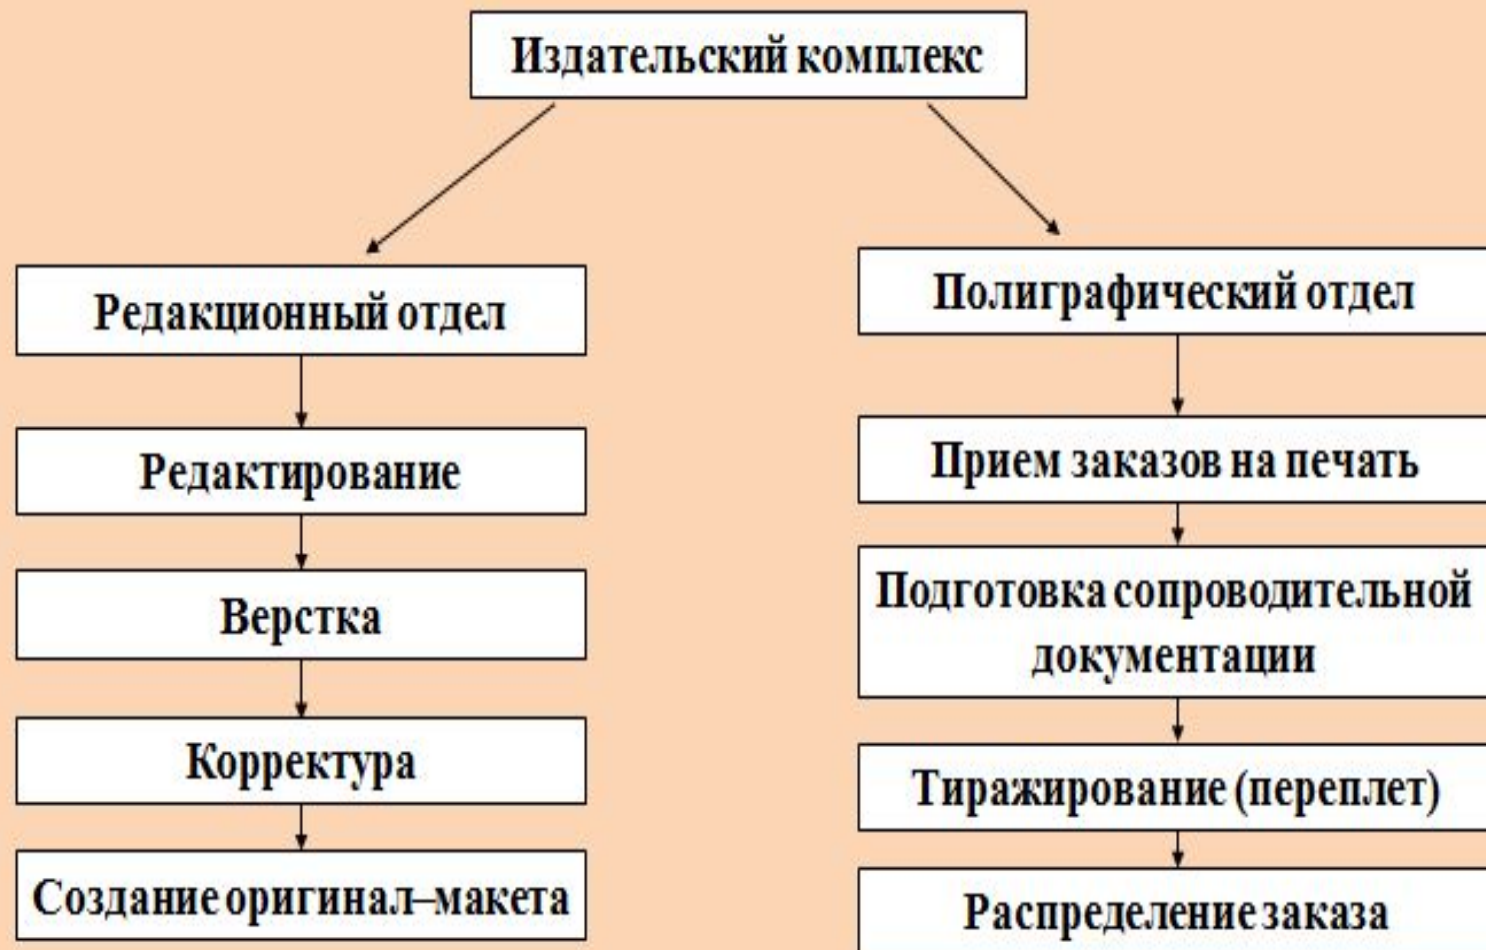 Издательский комплекс
Редакционный отдел
Редактирование
Верстка
Корректура
Создание оригинал–макета
Полиграфический отдел
Прием заказов на печать
Подготовка сопроводительной
документации
Тиражирование (переплет)
Распределение заказа